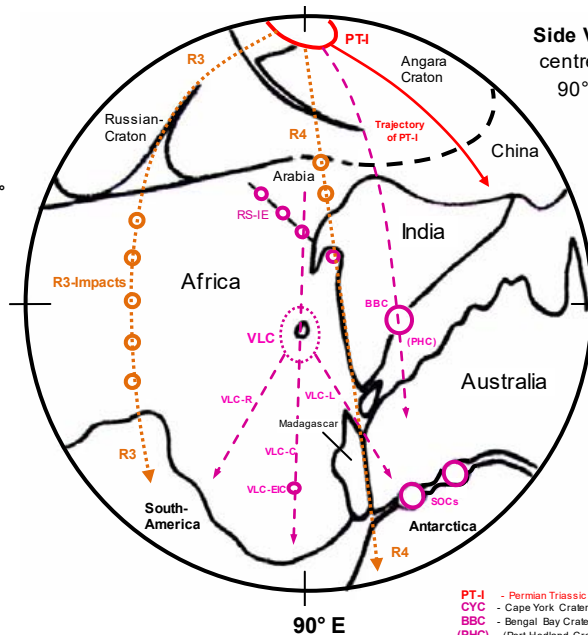 Side V
centre
90°
°
PT-I
R3
Angara
Craton
Russian-
Craton
R4
Trajectory
of PT-I
China
Arabia
RS-IE
India
Africa
R3-Impacts
BBC
(PHC)
VLC
Australia
VLC-R
VLC-L
Madagascar
VLC-C
R3
VLC-EIC
SOCs
South-
America
Antarctica
R4
90° E
PT-I - Permian Triassic
CYC - Cape York Crater
BBC - Bengal Bay Crat
(PHC)